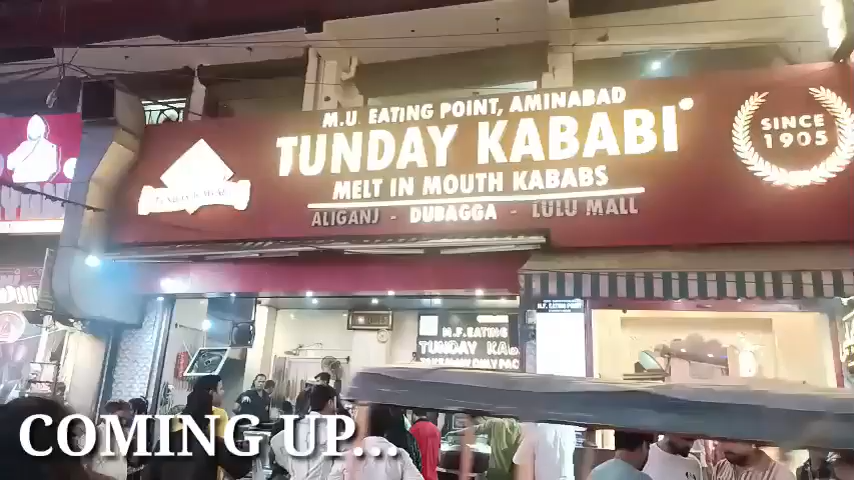 M.U. EATING POINT, AMINABAD
TUNDAY KABABI
MELT IN MOUTH KABABS
ALIGANJ - DUBAGGA - LULU MALL
SINCE
1905
M.F. EATING
TUNDAY KA
COMING UP...